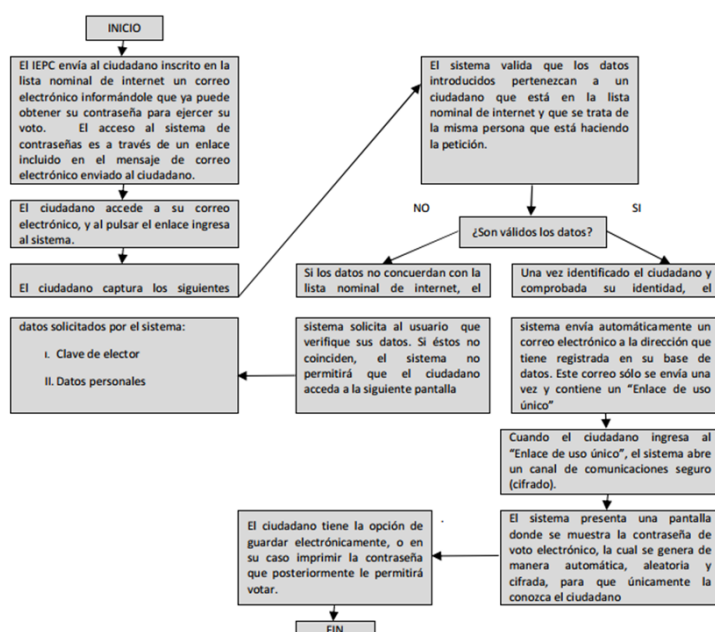 INICIO
El IEPC envía al ciudadano inscrito en la
lista nominal de internet un correo
electrónico informándole que ya puede
obtener su contraseña para ejercer su
voto. El acceso al sistema de
contraseñas es a través de un enlace
incluido en el mensaje de correo
electrónico enviado al ciudadano.
El ciudadano accede a su correo
electrónico, y al pulsar el enlace ingresa
al sistema.
El ciudadano captura los siguientes
datos solicitados por el sistema:
I. Clave de elector
II. Datos personales
El sistema valida que los datos
introducidos pertenezcan a un
ciudadano que está en la lista
nominal de internet y que se trata de
la misma persona que está haciendo
la petición.
¿Son válidos los datos?
NO
Si los datos no concuerdan con la
lista nominal de internet, el
sistema solicita al usuario que
verifique sus datos. Si éstos no
coinciden, el sistema no
permitirá que el ciudadano
acceda a la siguiente pantalla
SI
Una vez identificado el ciudadano y
comprobada su identidad, el
sistema envía automáticamente un
correo electrónico a la dirección que
tiene registrada en su base de
datos. Este correo sólo se envía una
vez y contiene un “Enlace de uso
único”
Cuando el ciudadano ingresa al
“Enlace de uso único”, el sistema abre
un canal de comunicaciones seguro
(cifrado).
El sistema presenta una pantalla
donde se muestra la contraseña de
voto electrónico, la cual se genera de
manera automática, aleatoria y
cifrada, para que únicamente la
conozca el ciudadano
El ciudadano tiene la opción de
guardar electrónicamente, o en
su caso imprimir la contraseña
que posteriormente le permitirá
votar.
FIN